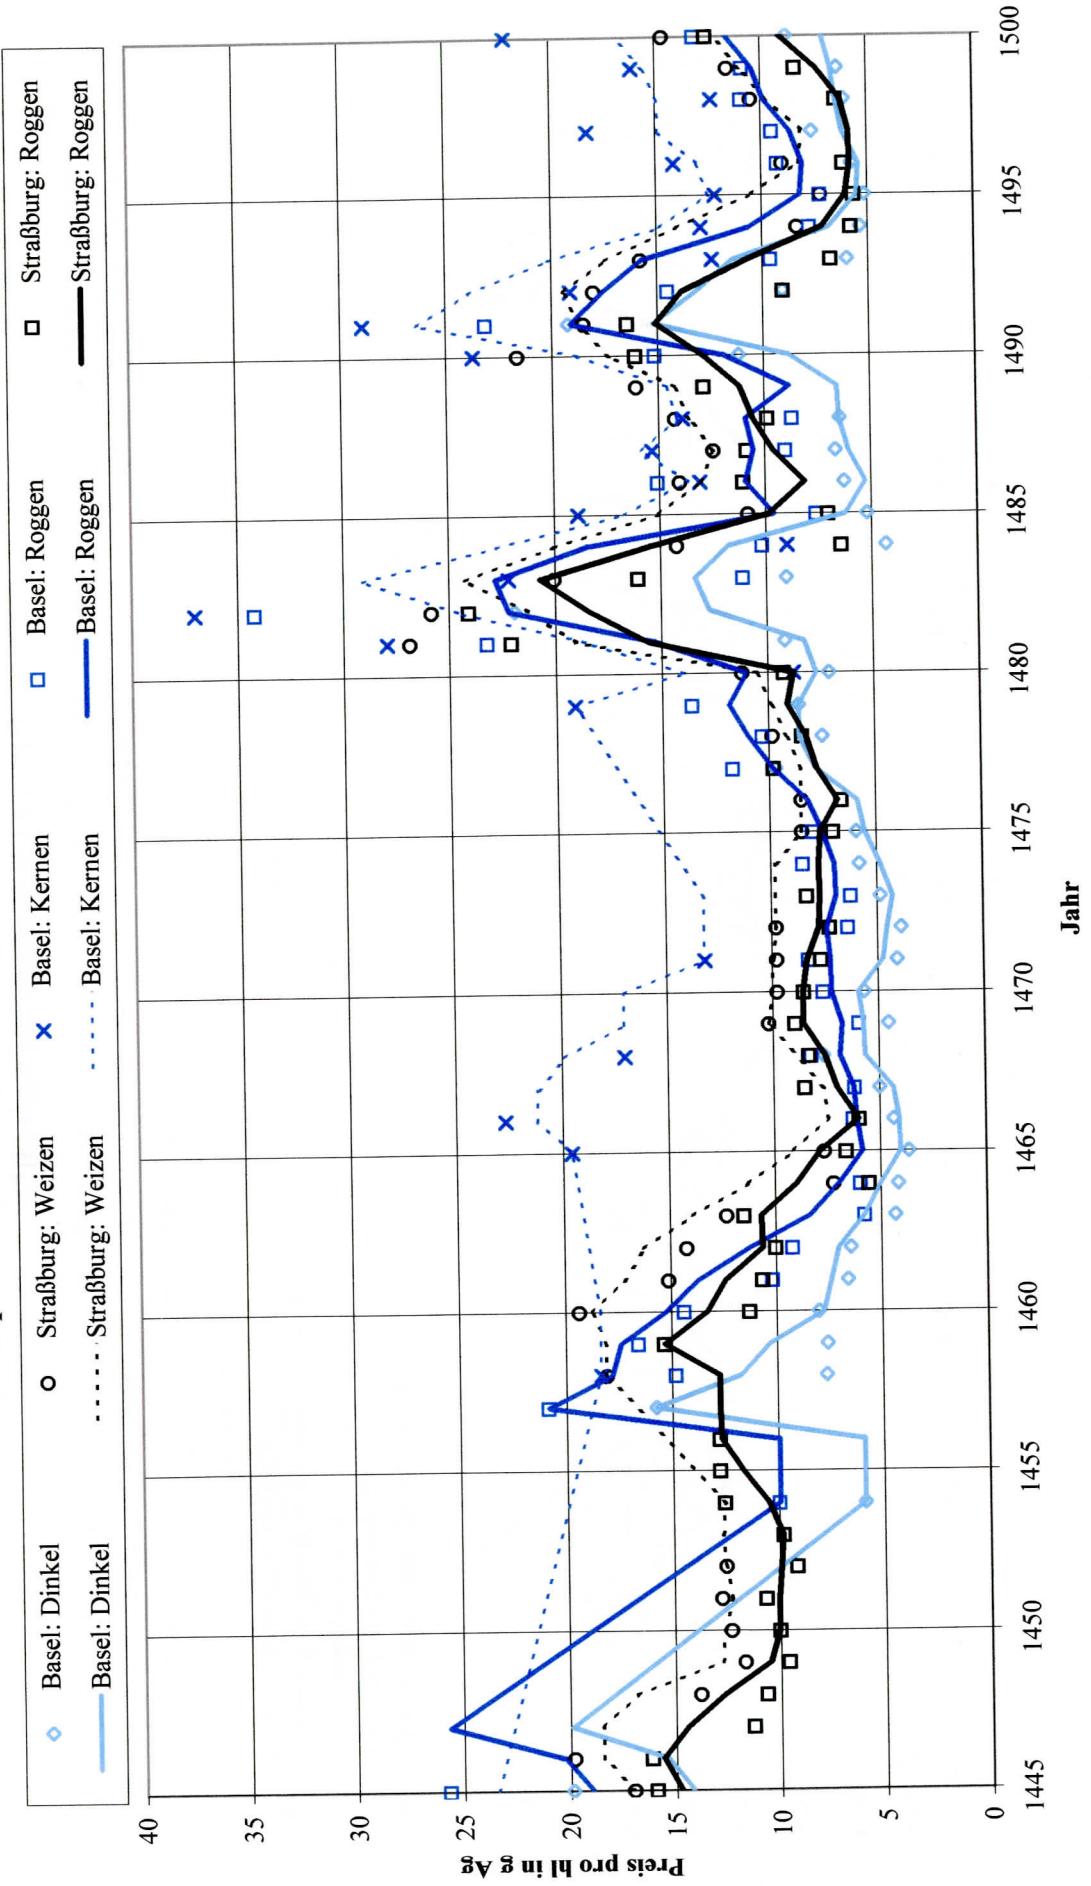 Basel: Dinkel
Straßburg: Weizen
Basel: Kernen
Basel: Roggen
Straßburg: Roggen
Basel: Dinkel
Straßburg: Weizen
Basel: Kernen
Basel: Roggen
Straßburg: Roggen
40
35
30
25
20
15
10
5
0
Preis pro hl in g Ag
1445
1450
1455
1460
1465
1470
1475
1480
1485
1490
1495
1500
Jahr